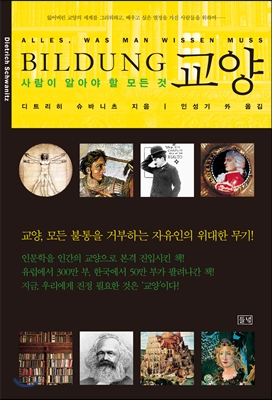 잃어버린 교양의 세계를 그리워하고, 배우고 싶은 열정을 가진 사람들을 위하여
Dietrich Schwanitz
ALLES, WAS MAN WISSEN MUSS
BILDUNG 교양
사람이 알아야 할 모든 것
디트리히 슈바니츠 지음 | 인성기 외 옮김
교양, 모든 불통을 거부하는 자유인의 위대한 무기!
인문학을 인간의 교양으로 본격 진입시킨 책!
유럽에서 300만 부, 한국에서 50만 부가 팔려나간 책!
지금, 우리에게 진정 필요한 것은 '교양'이다!
들녘